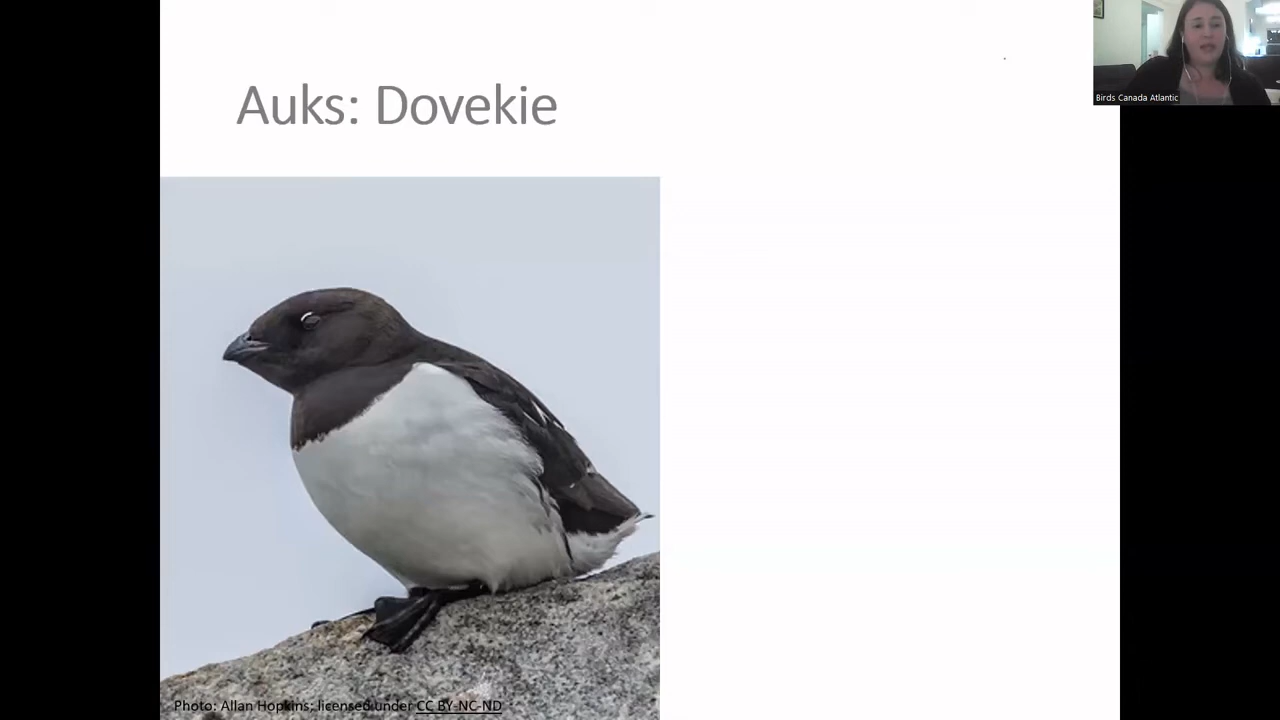 Auks: Dovekie
Birds Canada Atlantic
Photo: Allan Hopkins; licensed under CC BY-NC-ND